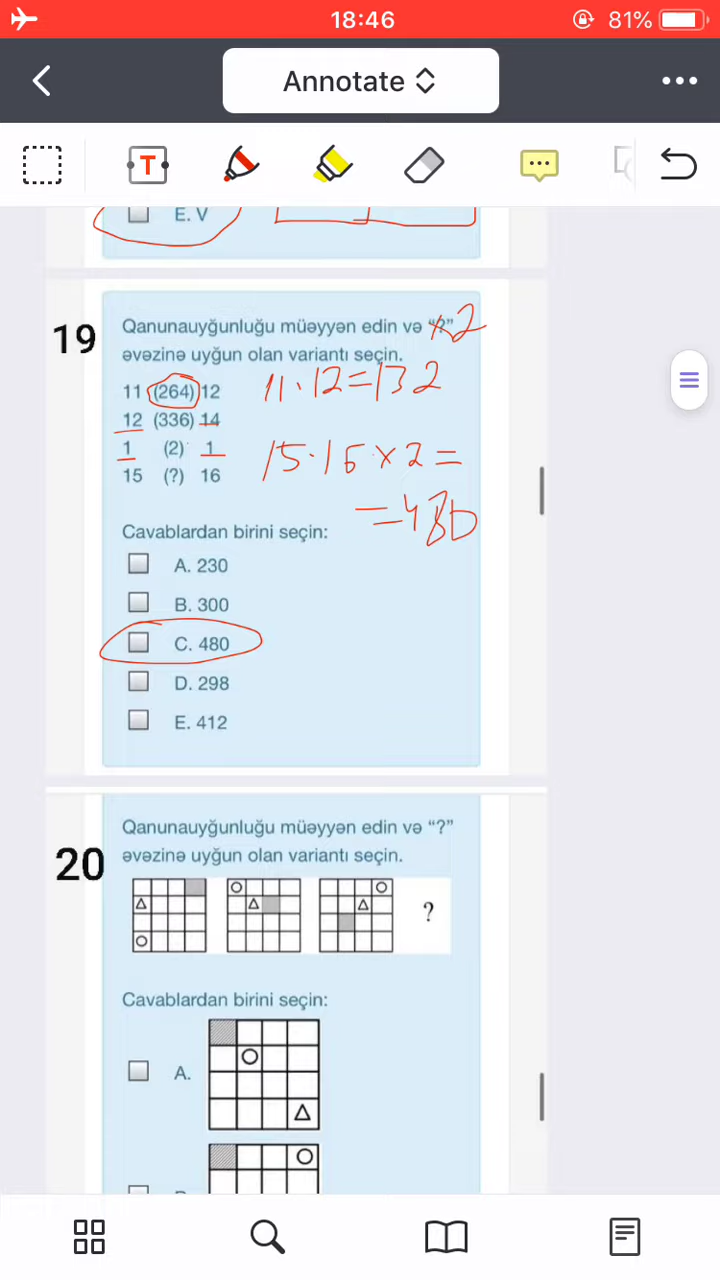 18:46
81%
Annotate
T
E. V
19
Qanunauyğunluğu müəyyən edin və “?” ×2
əvəzinə uyğun olan variantı seçin.
11 (264) 12 11·12=132
12 (336) 14
1 (2) 1 15·16×2=
15 (?) 16
=480
Cavablardan birini seçin:
A. 230
B. 300
C. 480
D. 298
E. 412
20
Qanunauyğunluğu müəyyən edin və “?”
əvəzinə uyğun olan variantı seçin.
?
Cavablardan birini seçin:
A.